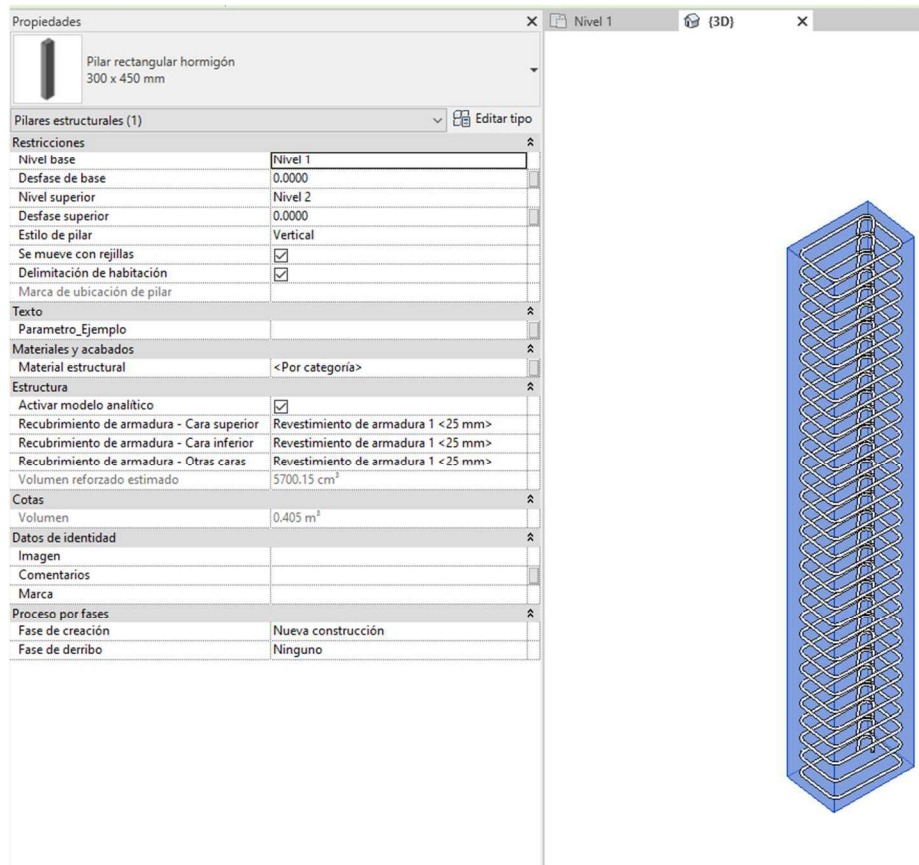 Propiedades
Nivel 1
{3D}
Pilar rectangular hormigón
300 x 450 mm
Pilares estructurales (1)
Editar tipo
Restricciones
Nivel base Nivel 1
Desfase de base 0.0000
Nivel superior Nivel 2
Desfase superior 0.0000
Estilo de pilar Vertical
Se mueve con rejillas
Delimitación de habitación
Marca de ubicación de pilar
Texto
Parametro_Ejemplo
Materiales y acabados
Material estructural <Por categoría>
Estructura
Activar modelo analítico
Recubrimiento de armadura - Cara superior Revestimiento de armadura 1 <25 mm>
Recubrimiento de armadura - Cara inferior Revestimiento de armadura 1 <25 mm>
Recubrimiento de armadura - Otras caras Revestimiento de armadura 1 <25 mm>
Volumen reforzado estimado 5700.15 cm³
Cotas
Volumen 0.405 m³
Datos de identidad
Imagen
Comentarios
Marca
Proceso por fases
Fase de creación Nueva construcción
Fase de derribo Ninguno